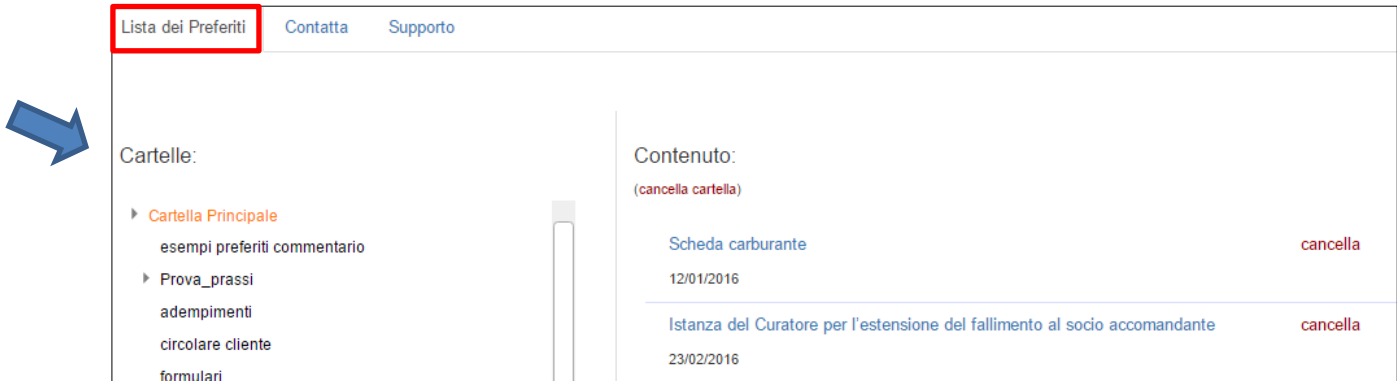 Lista dei Preferiti Contatta Supporto
Cartelle:
Cartella Principale
esempi preferiti commentario
Prova_prassi
adempimenti
circolare cliente
formulari
Contenuto:
(cancella cartella)
Scheda carburante cancella
12/01/2016
Istanza del Curatore per l'estensione del fallimento al socio accomandante cancella
23/02/2016